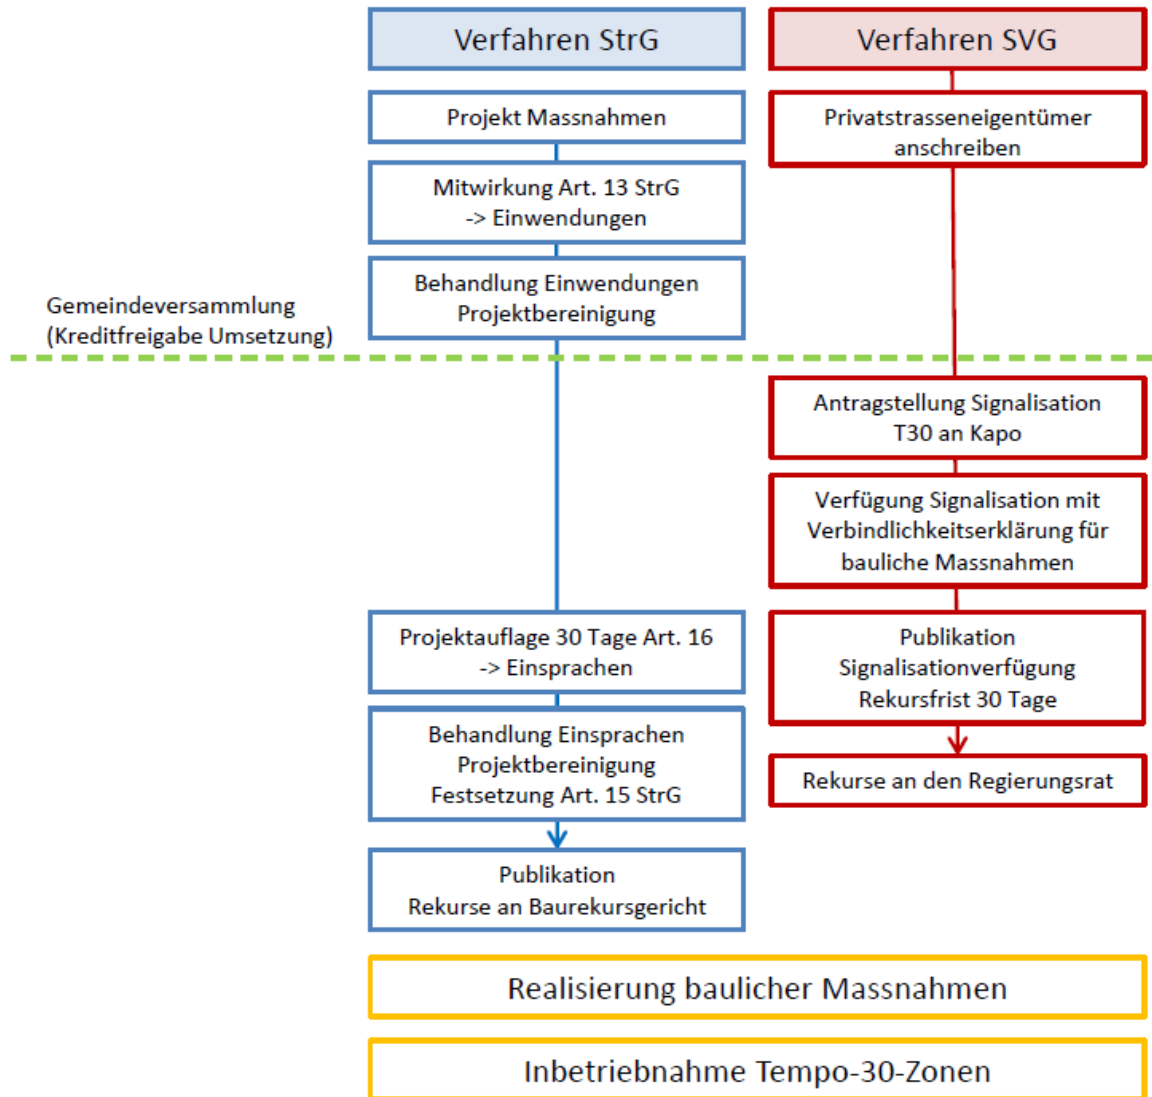 Verfahren StrG
Verfahren SVG
Projekt Massnahmen
Privatstrasseneigentümer
anschreiben
Mitwirkung Art. 13 StrG
-> Einwendungen
Behandlung Einwendungen
Projektbereinigung
Gemeindeversammlung
(Kreditfreigabe Umsetzung)
Antragstellung Signalisation
T30 an Kapo
Verfügung Signalisation mit
Verbindlichkeitserklärung für
bauliche Massnahmen
Projektauflage 30 Tage Art. 16
-> Einsprachen
Publikation
Signalisationverfügung
Rekursfrist 30 Tage
Behandlung Einsprachen
Projektbereinigung
Festsetzung Art. 15 StrG
Rekurse an den Regierungsrat
Publikation
Rekurse an Baurekursgericht
Realisierung baulicher Massnahmen
Inbetriebnahme Tempo-30-Zonen